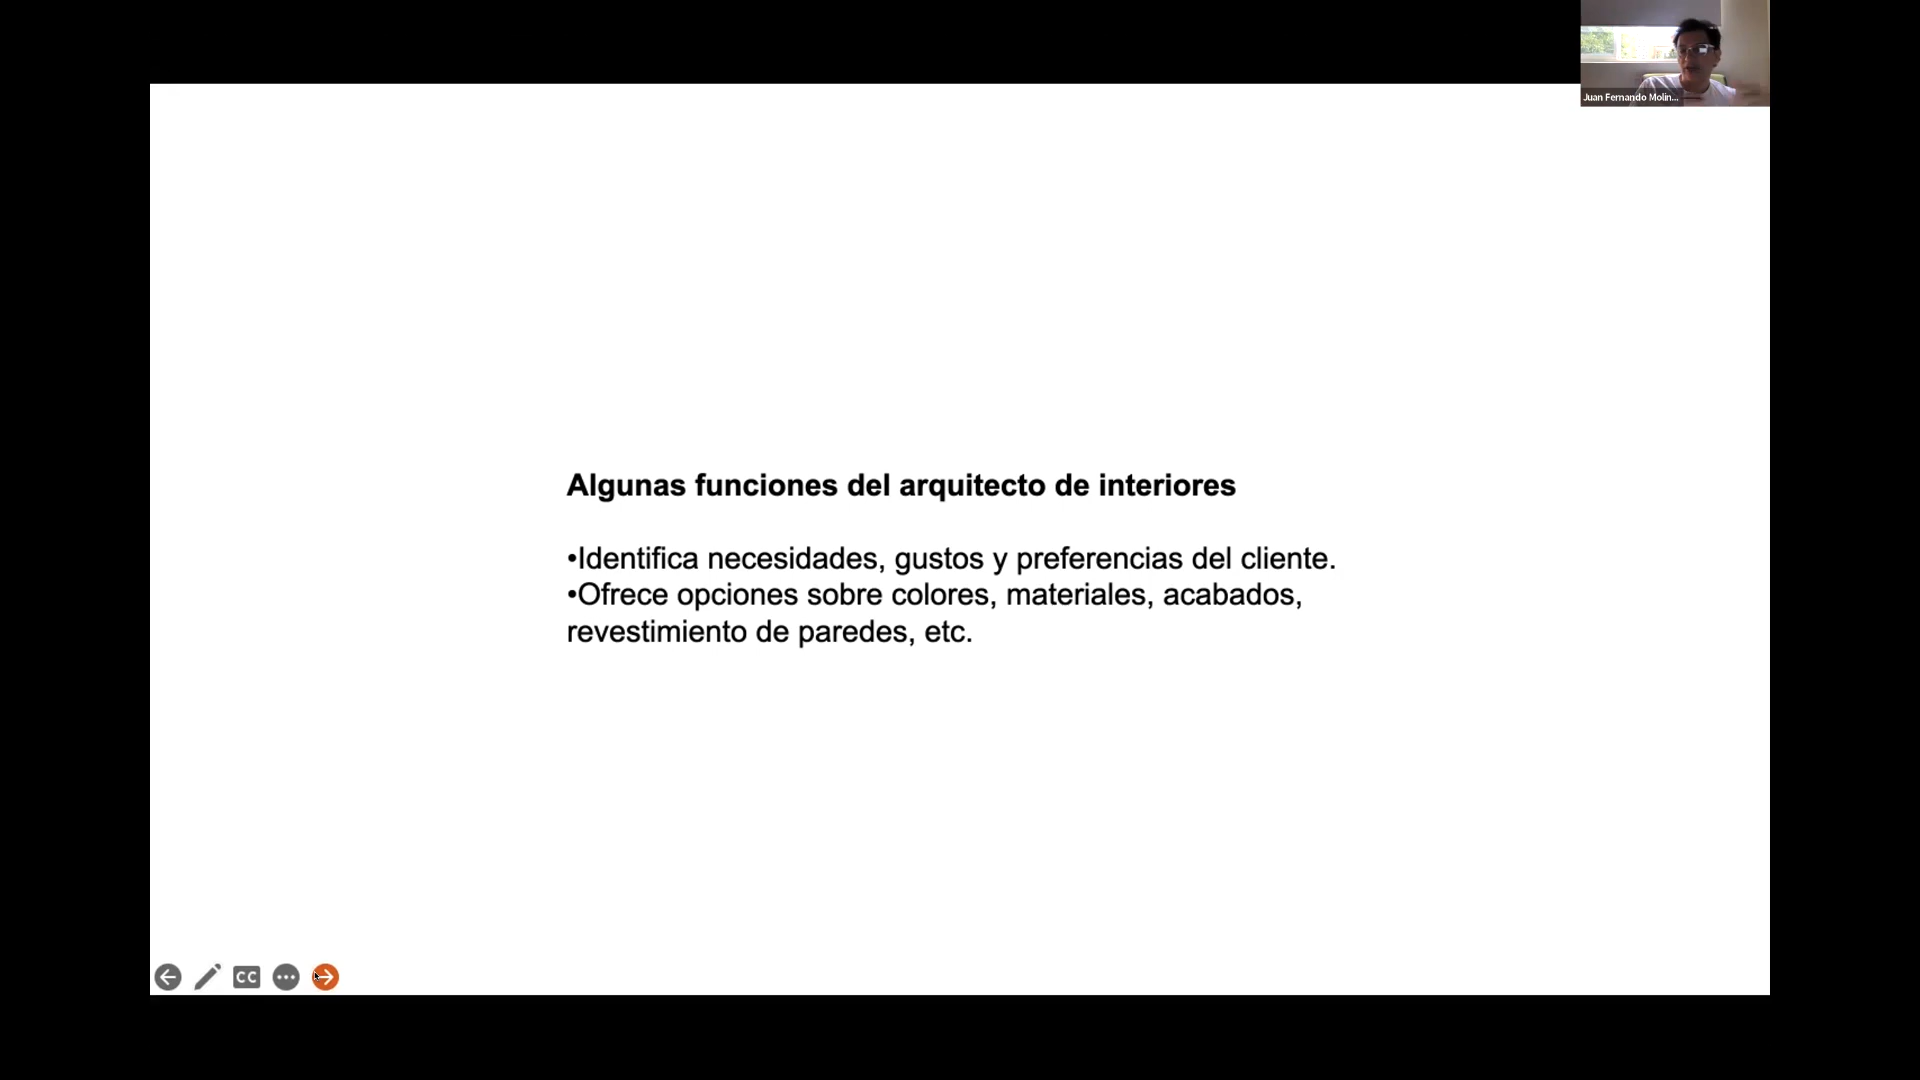 Juan Fernando Molin...
Algunas funciones del arquitecto de interiores
•Identifica necesidades, gustos y preferencias del cliente.
•Ofrece opciones sobre colores, materiales, acabados,
revestimiento de paredes, etc.
CC